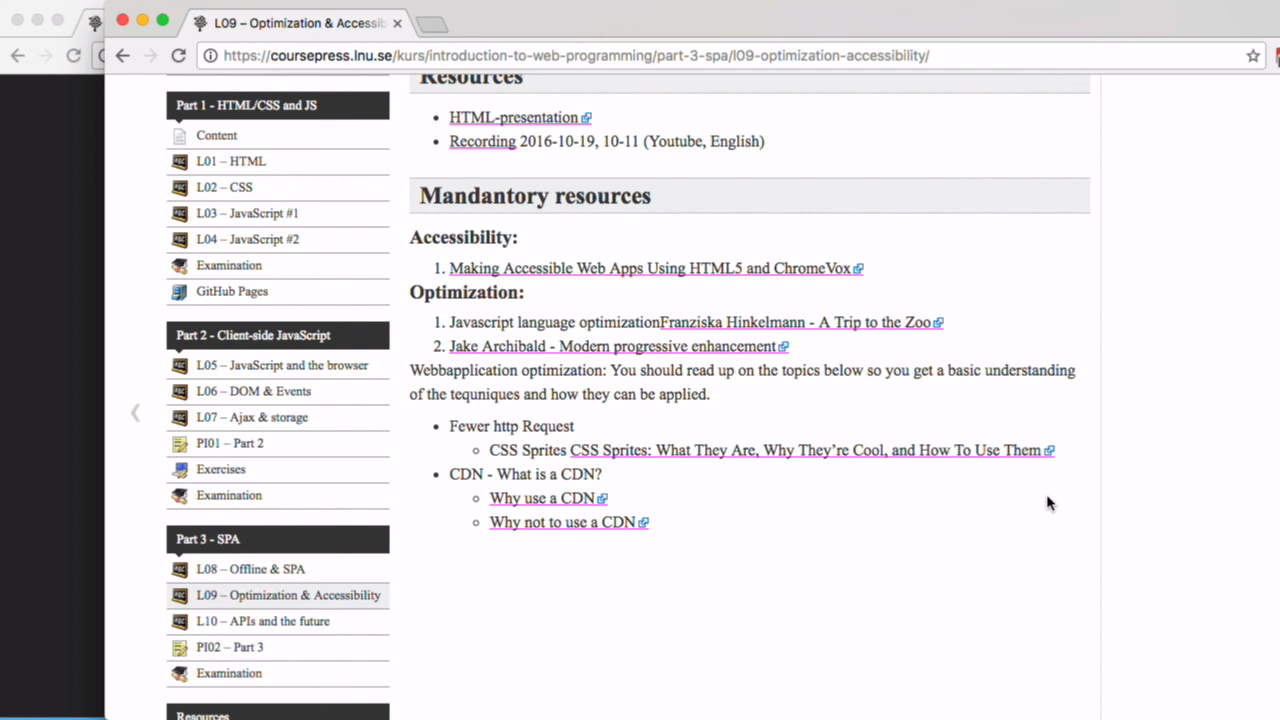 L09 – Optimization & Accessib
https://coursepress.lnu.se/kurs/introduction-to-web-programming/part-3-spa/l09-optimization-accessibility/
Part 1 - HTML/CSS and JS
Content
L01 – HTML
L02 – CSS
L03 – JavaScript #1
L04 – JavaScript #2
Examination
GitHub Pages
Part 2 - Client-side JavaScript
L05 – JavaScript and the browser
L06 – DOM & Events
L07 – Ajax & storage
PI01 – Part 2
Exercises
Examination
Part 3 - SPA
L08 – Offline & SPA
L09 – Optimization & Accessibility
L10 – APIs and the future
PI02 – Part 3
Examination
Resources
Resources
• HTML-presentation
• Recording 2016-10-19, 10-11 (Youtube, English)
Mandantory resources
Accessibility:
1. Making Accessible Web Apps Using HTML5 and ChromeVox
Optimization:
1. Javascript language optimizationFranziska Hinkelmann - A Trip to the Zoo
2. Jake Archibald - Modern progressive enhancement
Webbapplication optimization: You should read up on the topics below so you get a basic understanding
of the tequniques and how they can be applied.
• Fewer http Request
◦ CSS Sprites CSS Sprites: What They Are, Why They’re Cool, and How To Use Them
• CDN - What is a CDN?
◦ Why use a CDN
◦ Why not to use a CDN